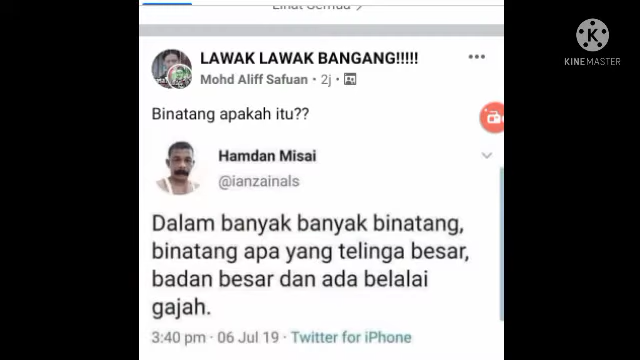 Lihat Semua >
KINEMASTER
LAWAK LAWAK BANGANG!!!!!
Mohd Aliff Safuan • 2j •
Binatang apakah itu??
Hamdan Misai
@ianzainals
Dalam banyak banyak binatang,
binatang apa yang telinga besar,
badan besar dan ada belalai
gajah.
3:40 pm · 06 Jul 19 · Twitter for iPhone